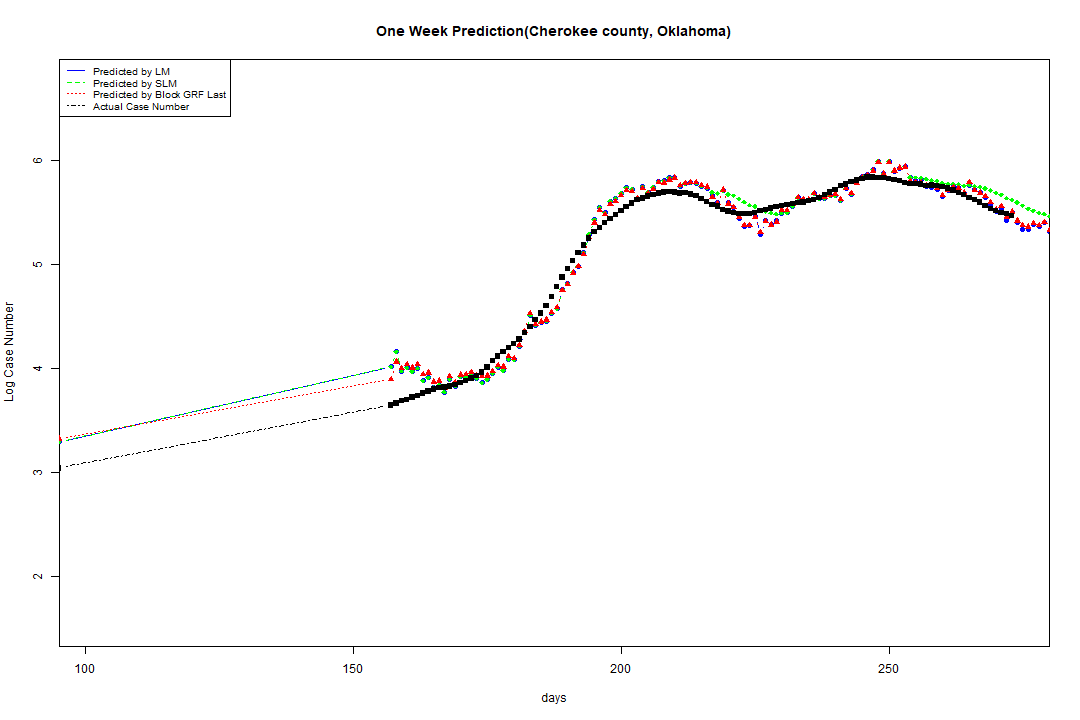 One Week Prediction(Cherokee county, Oklahoma)
Predicted by LM
Predicted by SLM
Predicted by Block GRF Last
Actual Case Number
6
5
4
3
2
Log Case Number
100 150 200 250
days